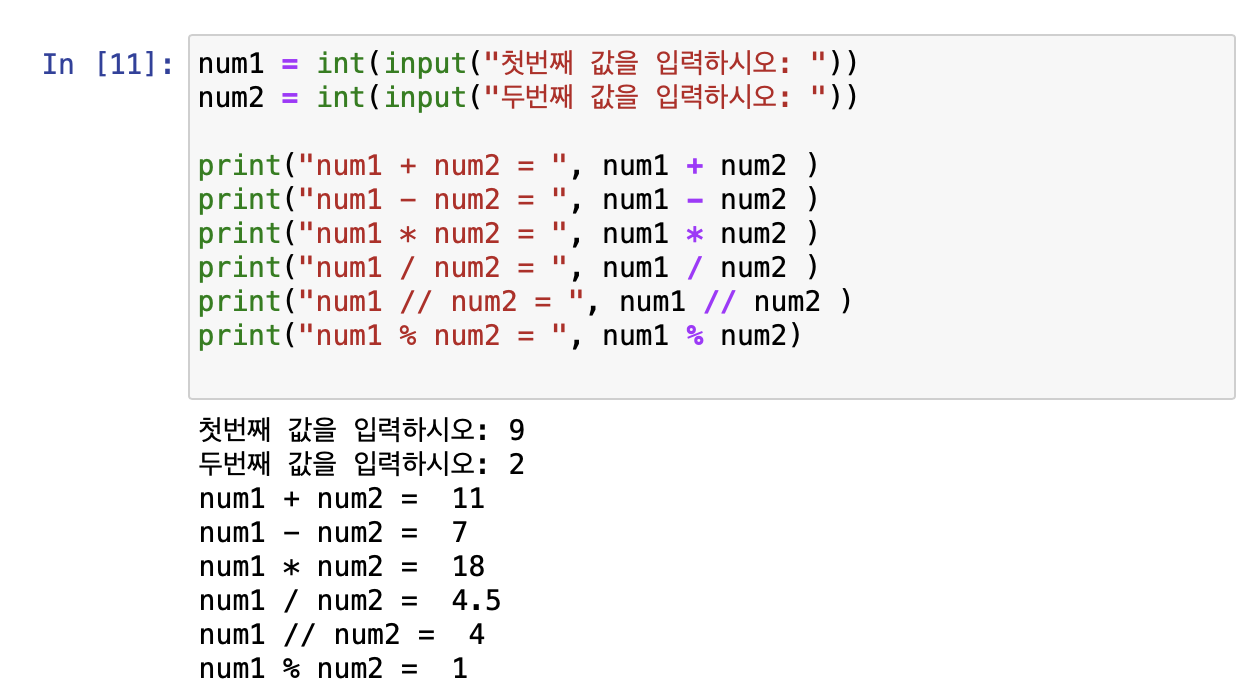 In [11]: num1 = int(input("첫번째 값을 입력하시오: "))
num2 = int(input("두번째 값을 입력하시오: "))
print("num1 + num2 = ", num1 + num2 )
print("num1 - num2 = ", num1 - num2 )
print("num1 * num2 = ", num1 * num2 )
print("num1 / num2 = ", num1 / num2 )
print("num1 // num2 = ", num1 // num2 )
print("num1 % num2 = ", num1 % num2)
첫번째 값을 입력하시오: 9
두번째 값을 입력하시오: 2
num1 + num2 =  11
num1 - num2 =  7
num1 * num2 =  18
num1 / num2 =  4.5
num1 // num2 =  4
num1 % num2 =  1